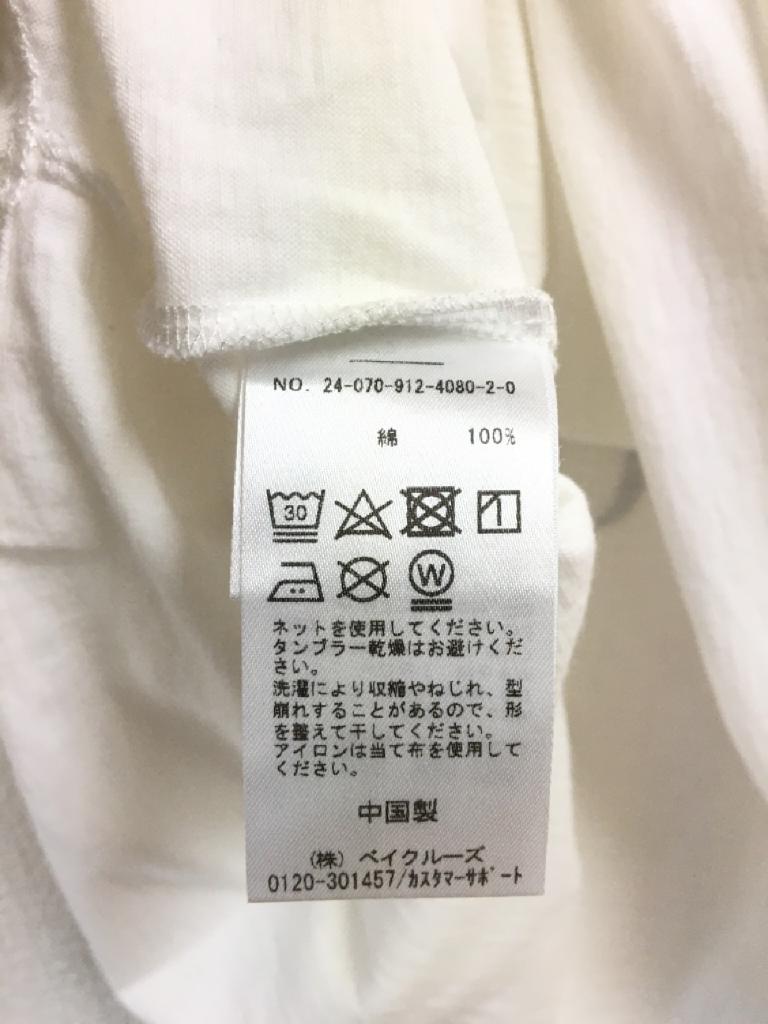 NO. 24-070-912-4080-2-0
綿 100%
30
W
ネットを使用してください。
タンブラー乾燥はお避けくだ
さい。
洗濯により収縮やねじれ、型
崩れすることがあるので、形
を整えて干してください。
アイロンは当て布を使用して
ください。
中国製
(株) ベイクルーズ
0120-301457/ｶｽﾀﾏｰｻﾎﾟｰﾄ